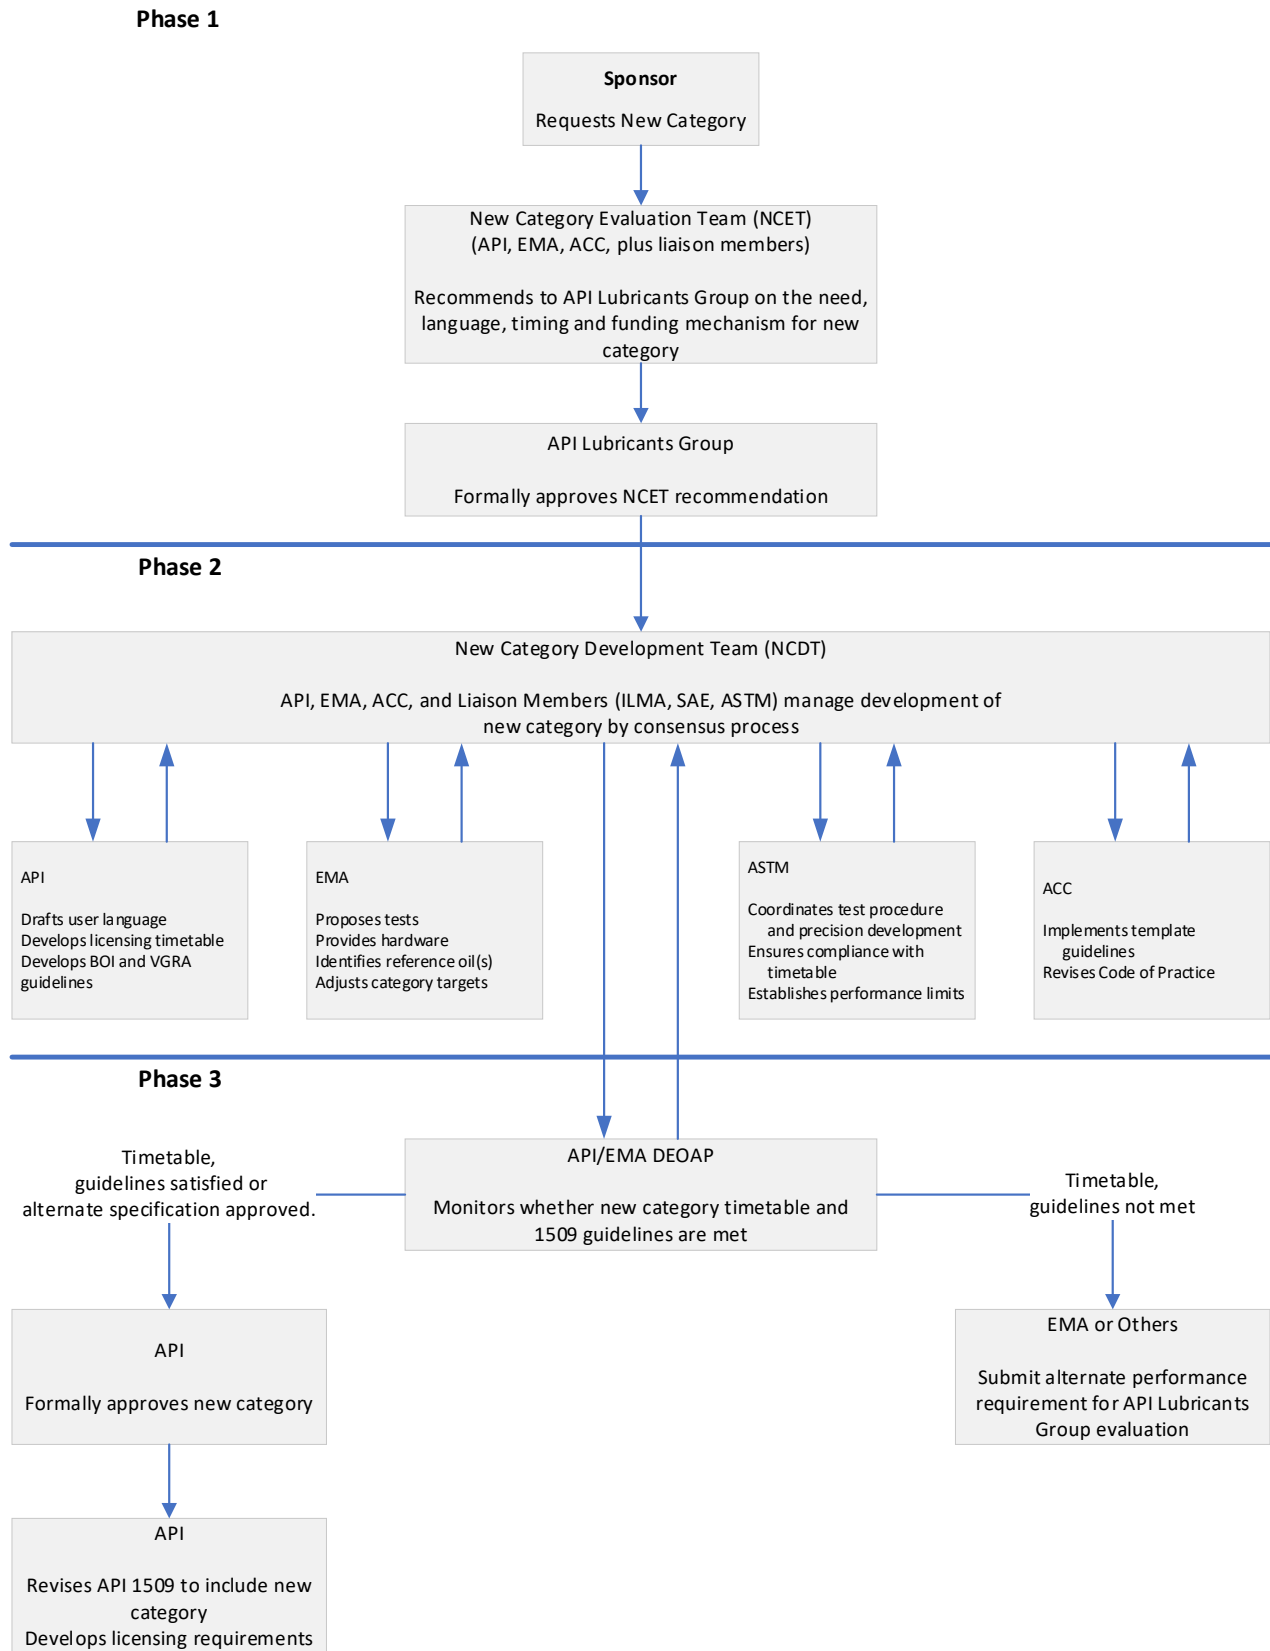 Phase 1
Sponsor
Requests New Category
New Category Evaluation Team (NCET)
(API, EMA, ACC, plus liaison members)
Recommends to API Lubricants Group on the need,
language, timing and funding mechanism for new
category
API Lubricants Group
Formally approves NCET recommendation
Phase 2
New Category Development Team (NCDT)
API, EMA, ACC, and Liaison Members (ILMA, SAE, ASTM) manage development of
new category by consensus process
API
Drafts user language
Develops licensing timetable
Develops BOI and VGRA
guidelines
EMA
Proposes tests
Provides hardware
Identifies reference oil(s)
Adjusts category targets
ASTM
Coordinates test procedure
and precision development
Ensures compliance with
timetable
Establishes performance limits
ACC
Implements template
guidelines
Revises Code of Practice
Phase 3
Timetable,
guidelines satisfied or
alternate specification approved.
API/EMA DEOAP
Monitors whether new category timetable and
1509 guidelines are met
Timetable,
guidelines not met
API
Formally approves new category
EMA or Others
Submit alternate performance
requirement for API Lubricants
Group evaluation
API
Revises API 1509 to include new
category
Develops licensing requirements